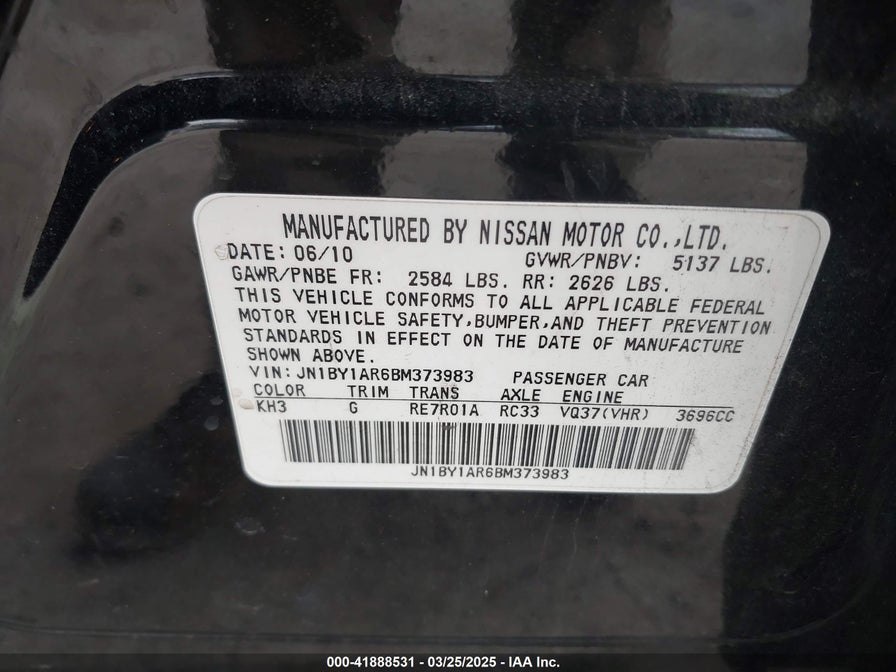 MANUFACTURED BY NISSAN MOTOR CO.,LTD.
DATE: 06/10 GVWR/PNBV: 5137 LBS.
GAWR/PNBE FR: 2584 LBS. RR: 2626 LBS.
THIS VEHICLE CONFORMS TO ALL APPLICABLE FEDERAL
MOTOR VEHICLE SAFETY,BUMPER,AND THEFT PREVENTION
STANDARDS IN EFFECT ON THE DATE OF MANUFACTURE
SHOWN ABOVE.
VIN: JN1BY1AR6BM373983 PASSENGER CAR
COLOR TRIM TRANS AXLE ENGINE
KH3 G RE7R01A RC33 VQ37(VHR) 3696CC
JN1BY1AR6BM373983
000-41888531 - 03/25/2025 - IAA Inc.